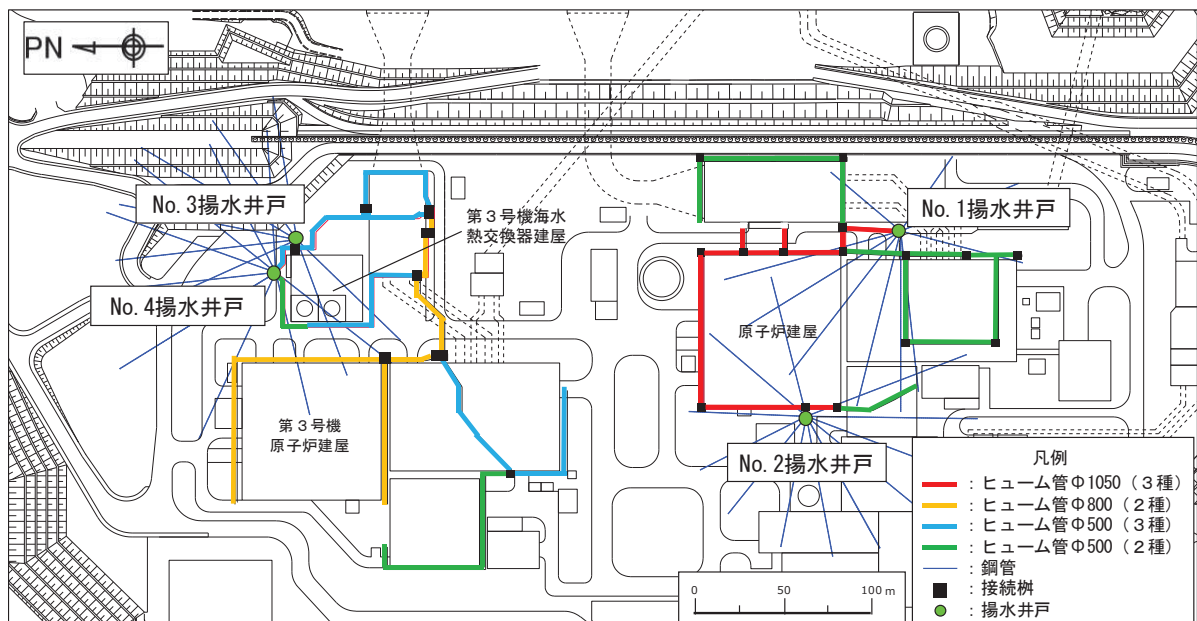 PN
No.3揚水井戸
第3号機海水
熱交換器建屋
No.1揚水井戸
No.4揚水井戸
原子炉建屋
第3号機
原子炉建屋
No.2揚水井戸
凡例
:ヒューム管Φ1050(3種)
:ヒューム管Φ800(2種)
:ヒューム管Φ500(3種)
:ヒューム管Φ500(2種)
:鋼管
:接続桝
:揚水井戸
0 50 100m